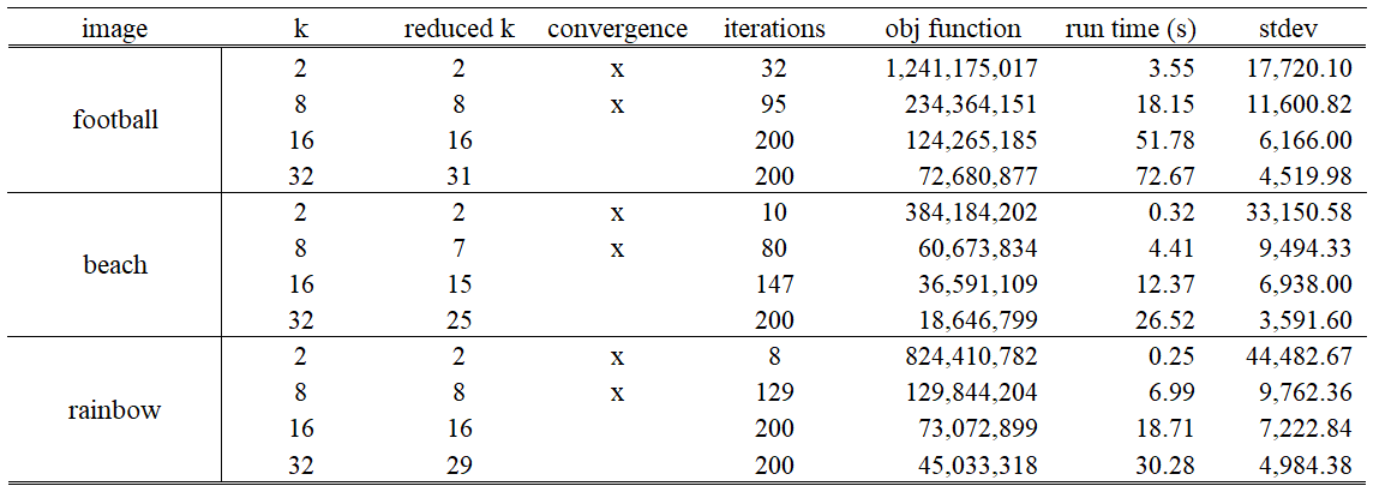 image k reduced k convergence iterations obj function run time (s) stdev
football
2 2 x 32 1,241,175,017 3.55 17,720.10
8 8 x 95 234,364,151 18.15 11,600.82
16 16 200 124,265,185 51.78 6,166.00
32 31 200 72,680,877 72.67 4,519.98
beach
2 2 x 10 384,184,202 0.32 33,150.58
8 7 x 80 60,673,834 4.41 9,494.33
16 15 147 36,591,109 12.37 6,938.00
32 25 200 18,646,799 26.52 3,591.60
rainbow
2 2 x 8 824,410,782 0.25 44,482.67
8 8 x 129 129,844,204 6.99 9,762.36
16 16 200 73,072,899 18.71 7,222.84
32 29 200 45,033,318 30.28 4,984.38